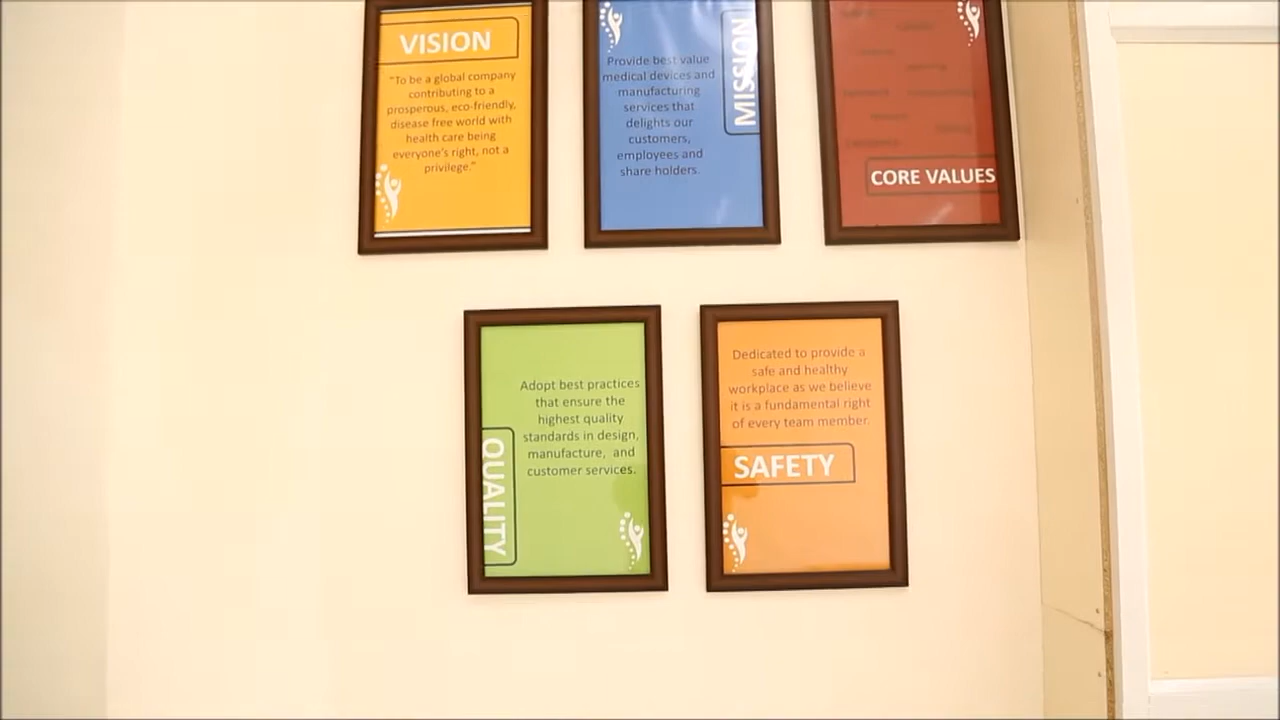 VISION
"To be a global company
contributing to a
prosperous, eco-friendly,
disease free world with
health care being
everyone's right, not a
privilege."
MISSION
Provide best value
medical devices and
manufacturing
services that
delights our
customers,
employees and
share holders.
CORE VALUES
QUALITY
Adopt best practices
that ensure the
highest quality
standards in design,
manufacture, and
customer services.
Dedicated to provide a
safe and healthy
workplace as we believe
it is a fundamental right
of every team member.
SAFETY